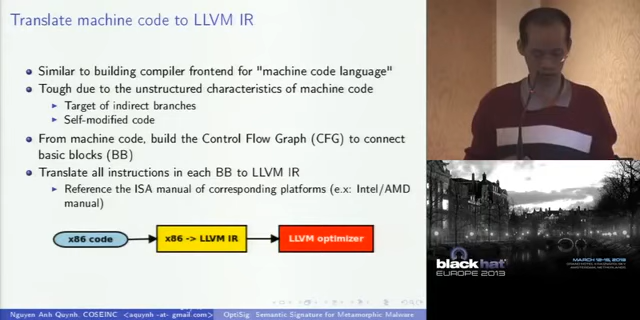 Translate machine code to LLVM IR
Similar to building compiler frontend for "machine code language"
Tough due to the unstructured characteristics of machine code
Target of indirect branches
Self-modified code
From machine code, build the Control Flow Graph (CFG) to connect
basic blocks (BB)
Translate all instructions in each BB to LLVM IR
Reference the ISA manual of corresponding platforms (e.x: Intel/AMD
manual)
x86 code
x86 -> LLVM IR
LLVM optimizer
Nguyen Anh Quynh, COSEINC <aquynh -at- gmail.com>
OptiSig Semantic Signature for Metamorphic Malware
black hat
EUROPE 2013
MARCH 12-15, 2013